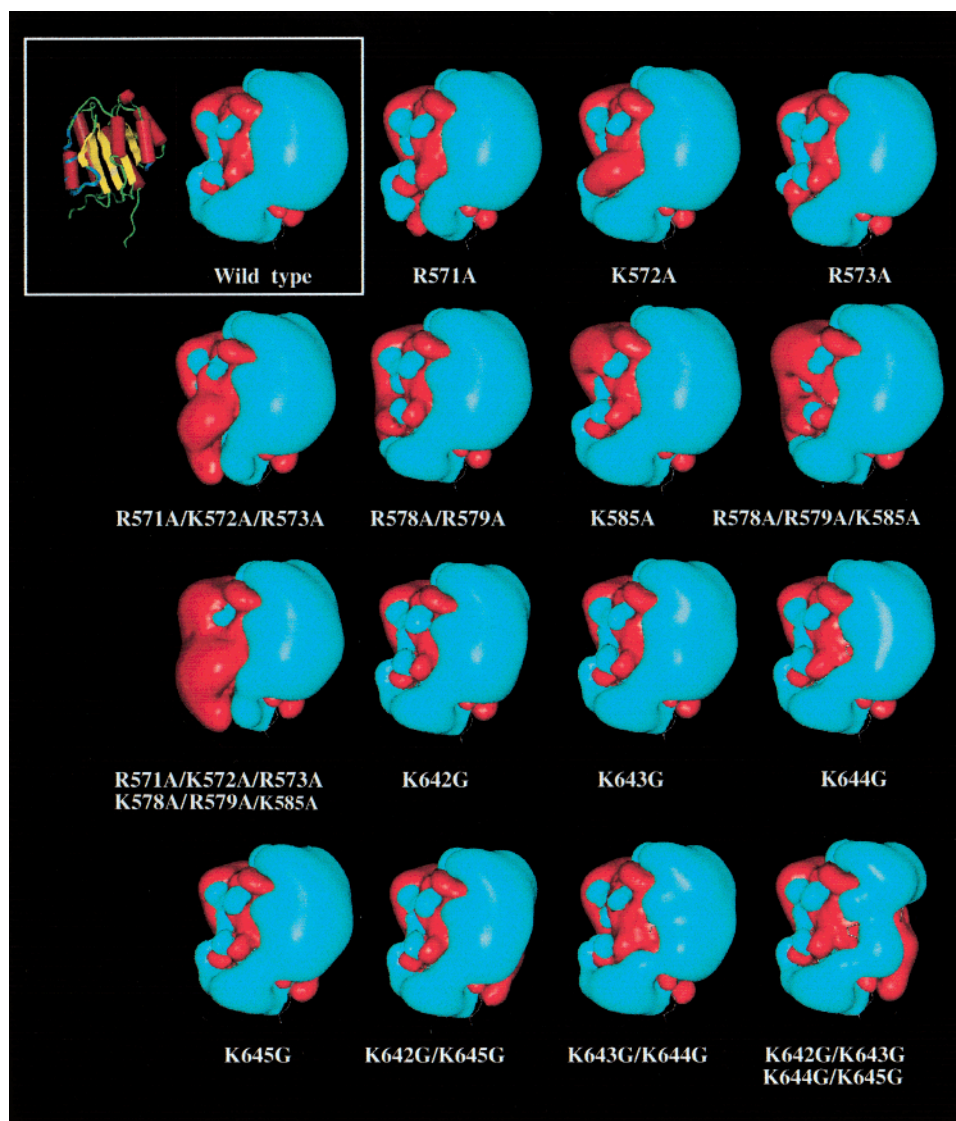 Wild type
R571A
K572A
R573A
R571A/K572A/R573A
R578A/R579A
K585A
R578A/R579A/K585A
R571A/K572A/R573A
K578A/R579A/K585A
K642G
K643G
K644G
K645G
K642G/K645G
K643G/K644G
K642G/K643G
K644G/K645G